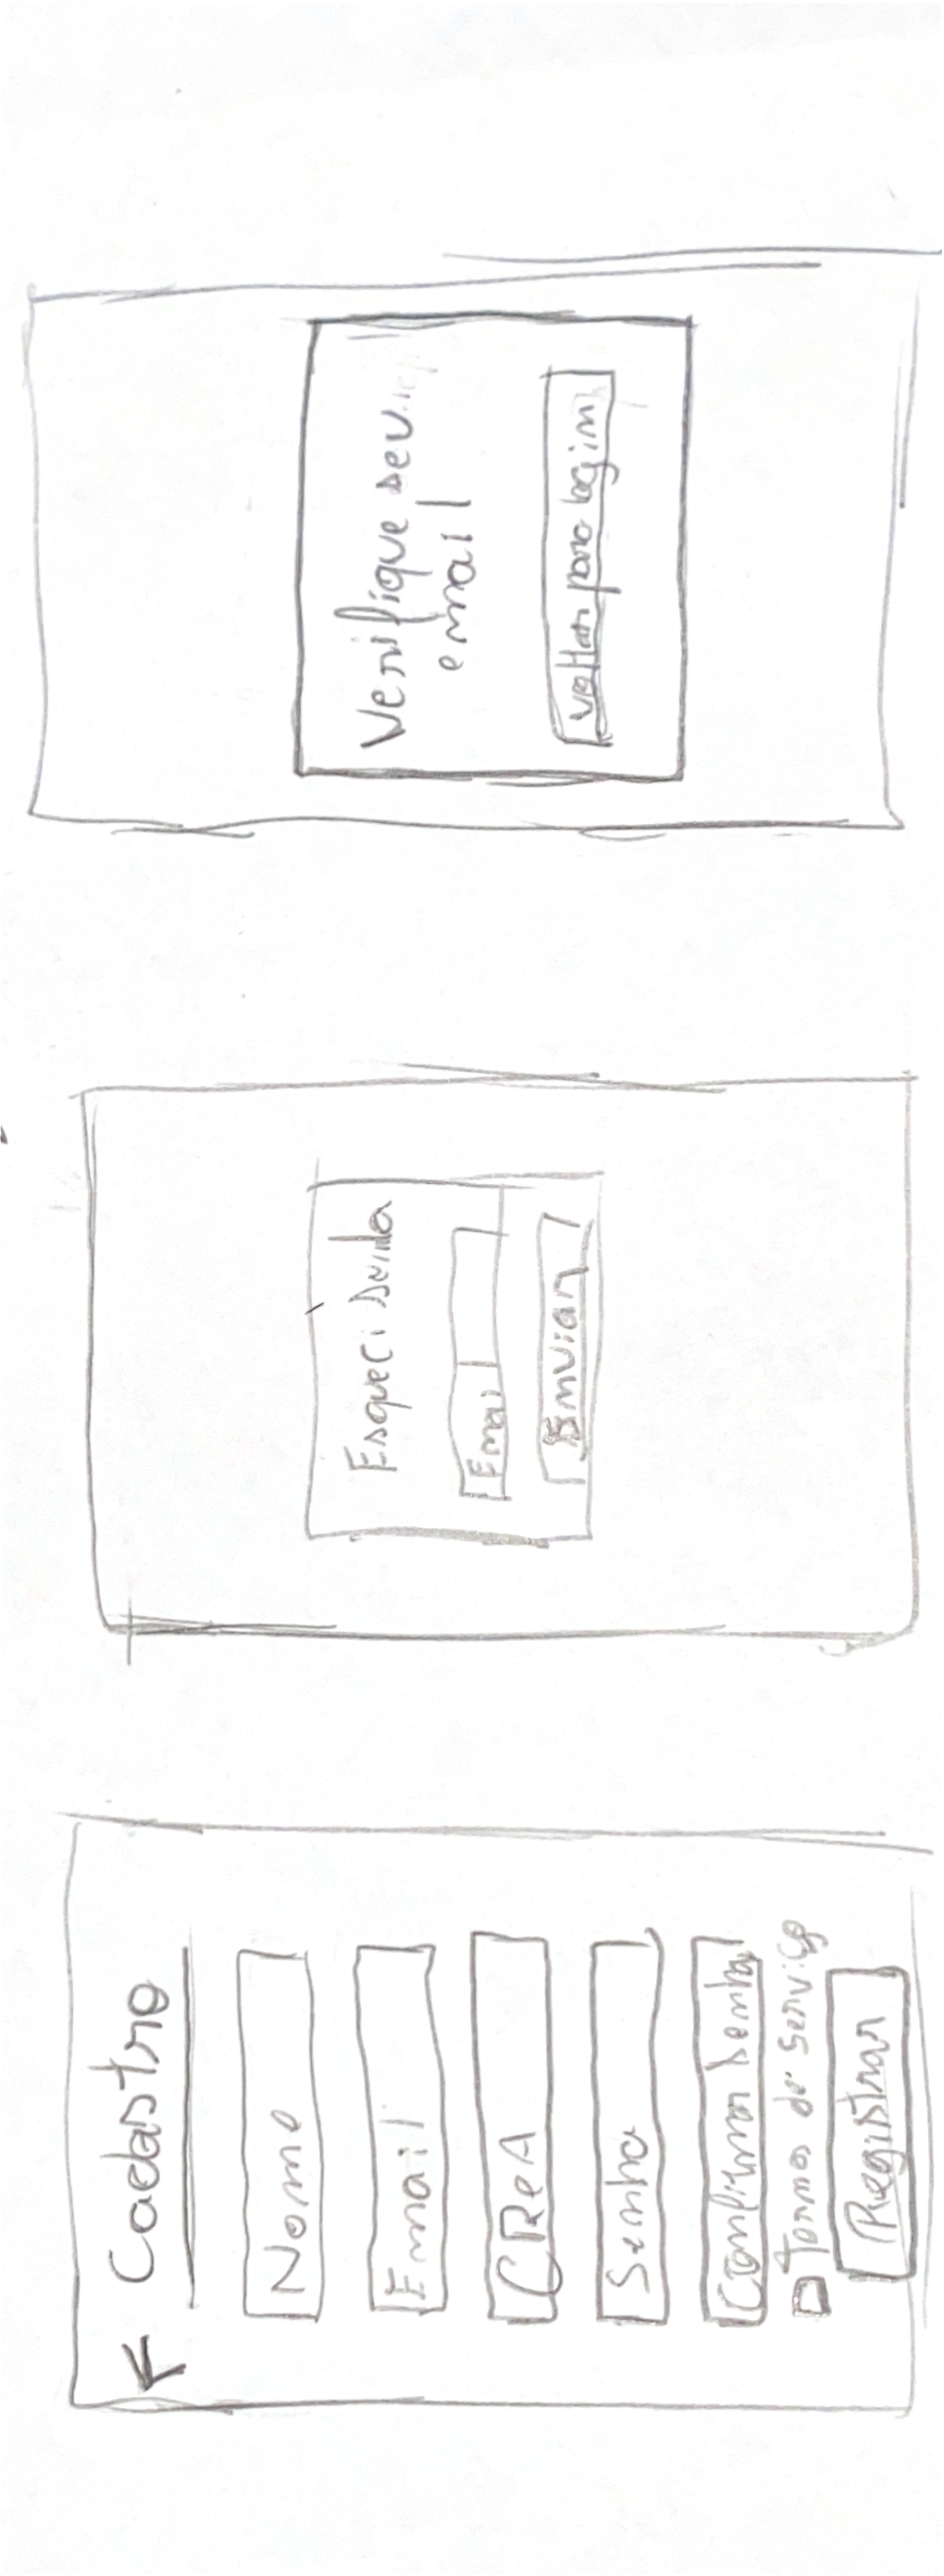 Cadastro
Nome
Email
CReA
Senha
Confirmar senha
Termos de serviço
Registrar
Esqueci senha
Email
Enviar
Verifique seu
email
voltar para login